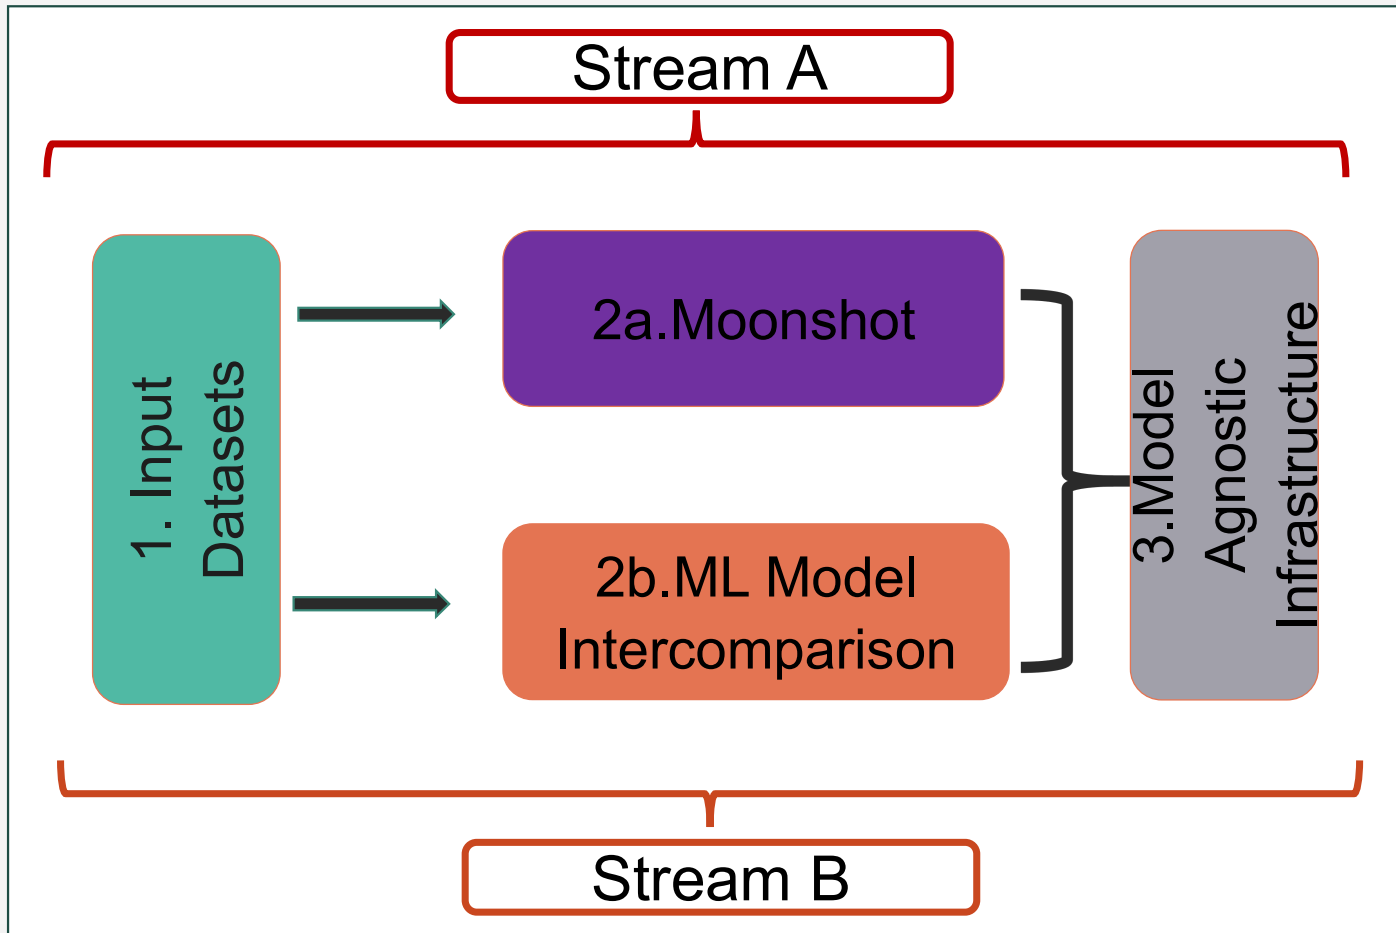 Stream A
1. Input
Datasets
2a.Moonshot
2b.ML Model
Intercomparison
3.Model
Agnostic
Infrastructure
Stream B